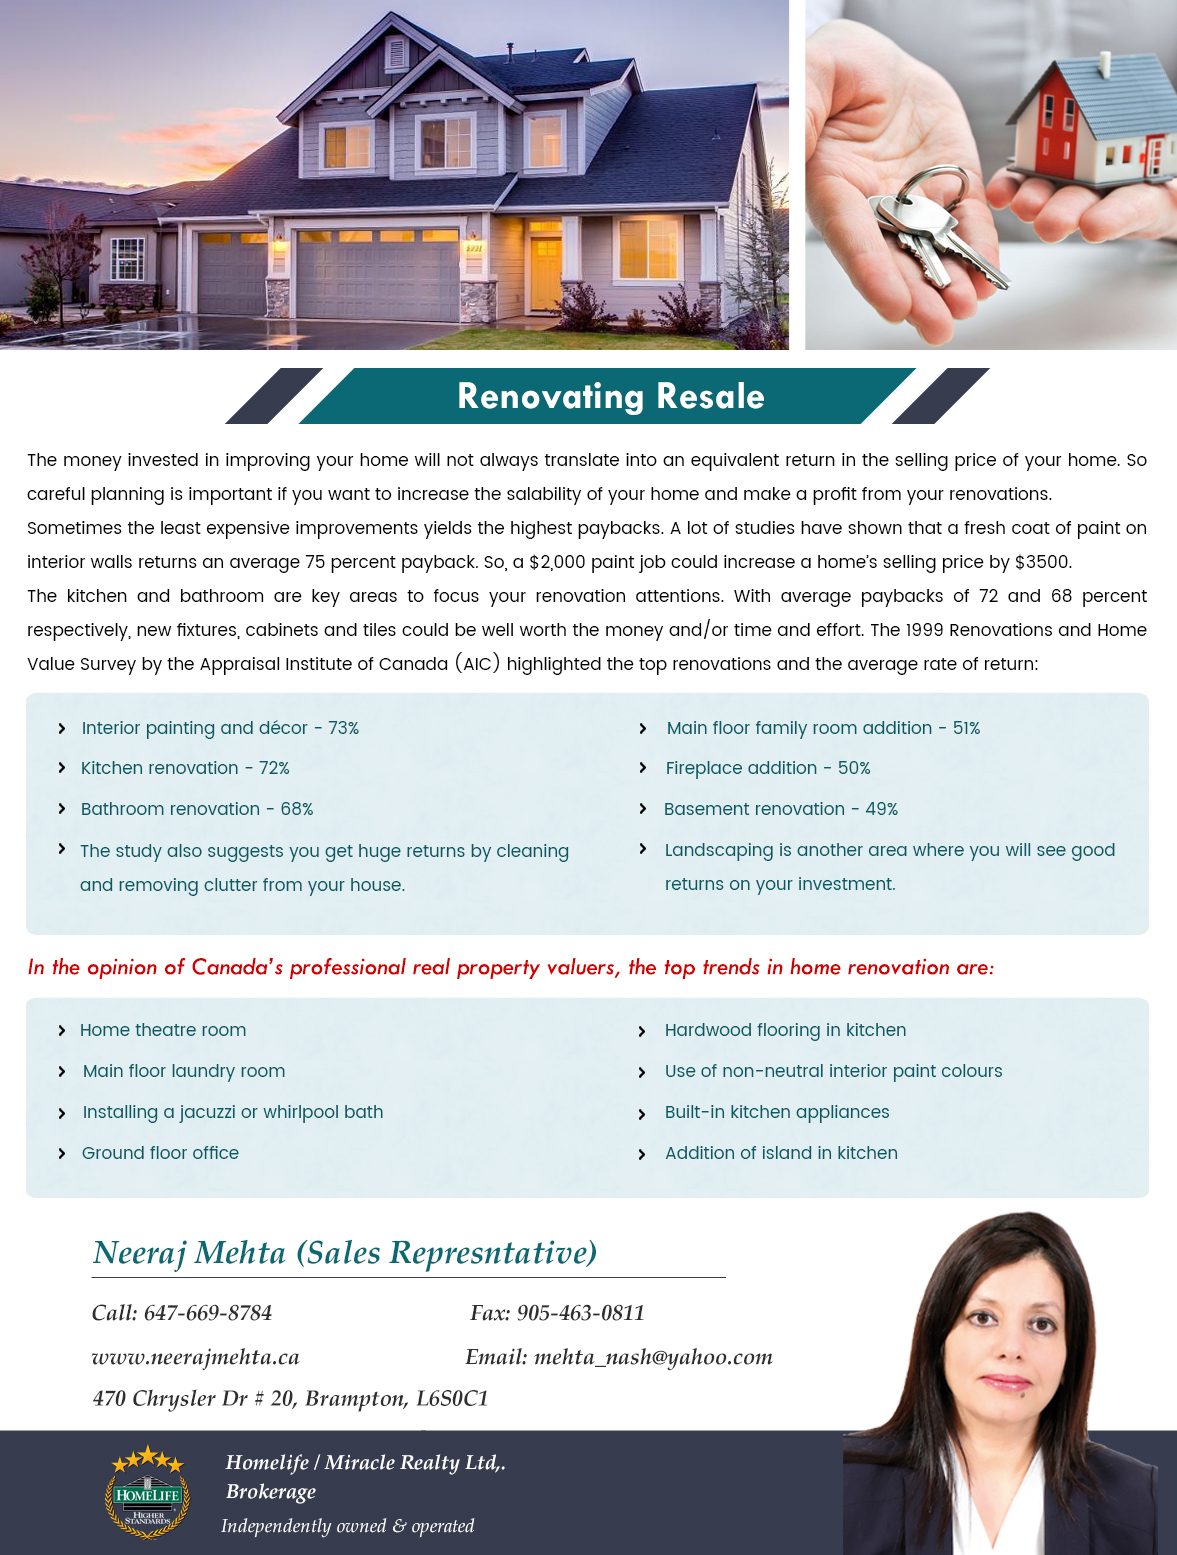 Renovating Resale
The money invested in improving your home will not always translate into an equivalent return in the selling price of your home. So
careful planning is important if you want to increase the salability of your home and make a profit from your renovations.
Sometimes the least expensive improvements yields the highest paybacks. A lot of studies have shown that a fresh coat of paint on
interior walls returns an average 75 percent payback. So, a $2,000 paint job could increase a home's selling price by $3500.
The kitchen and bathroom are key areas to focus your renovation attentions. With average paybacks of 72 and 68 percent
respectively, new fixtures, cabinets and tiles could be well worth the money and/or time and effort. The 1999 Renovations and Home
Value Survey by the Appraisal Institute of Canada (AIC) highlighted the top renovations and the average rate of return:
Interior painting and décor - 73%
Kitchen renovation - 72%
Bathroom renovation - 68%
The study also suggests you get huge returns by cleaning
and removing clutter from your house.
Main floor family room addition - 51%
Fireplace addition - 50%
Basement renovation - 49%
Landscaping is another area where you will see good
returns on your investment.
In the opinion of Canada's professional real property valuers, the top trends in home renovation are:
Home theatre room
Main floor laundry room
Installing a jacuzzi or whirlpool bath
Ground floor office
Hardwood flooring in kitchen
Use of non-neutral interior paint colours
Built-in kitchen appliances
Addition of island in kitchen
Neeraj Mehta (Sales Represntative)
Call: 647-669-8784
Fax: 905-463-0811
www.neerajmehta.ca
Email: mehta_nash@yahoo.com
470 Chrysler Dr # 20, Brampton, L6S0C1
HOMELIFE
HIGHER
STANDARDS
Homelife / Miracle Realty Ltd,.
Brokerage
Independently owned & operated